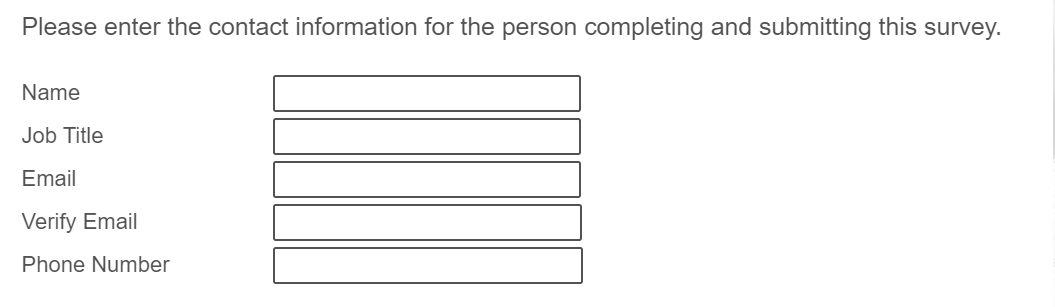 Please enter the contact information for the person completing and submitting this survey.
Name
Job Title
Email
Verify Email
Phone Number